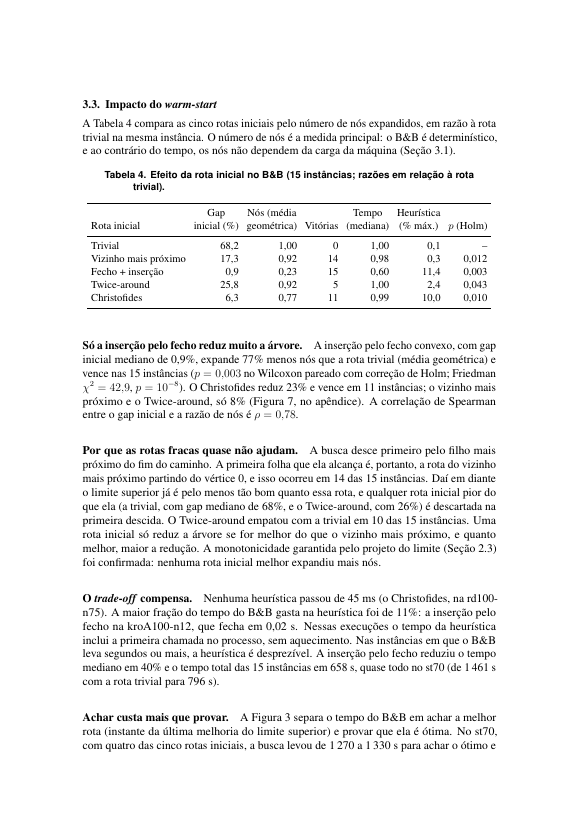 3.3. Impacto do warm-start
A Tabela 4 compara as cinco rotas iniciais pelo número de nós expandidos, em razão à rota
trivial na mesma instância. O número de nós é a medida principal: o B&B é determinístico,
e ao contrário do tempo, os nós não dependem da carga da máquina (Seção 3.1).
Tabela 4. Efeito da rota inicial no B&B (15 instâncias; razões em relação à rota
trivial).
Gap Nós (média Tempo Heurística
Rota inicial inicial (%) geométrica) Vitórias (mediana) (% máx.) p (Holm)
Trivial 68,2 1,00 0 1,00 0,1 –
Vizinho mais próximo 17,3 0,92 14 0,98 0,3 0,012
Fecho + inserção 0,9 0,23 15 0,60 11,4 0,003
Twice-around 25,8 0,92 5 1,00 2,4 0,043
Christofides 6,3 0,77 11 0,99 10,0 0,010
Só a inserção pelo fecho reduz muito a árvore. A inserção pelo fecho convexo, com gap
inicial mediano de 0,9%, expande 77% menos nós que a rota trivial (média geométrica) e
vence nas 15 instâncias (p = 0,003 no Wilcoxon pareado com correção de Holm; Friedman
χ² = 42,9, p = 10⁻⁸). O Christofides reduz 23% e vence em 11 instâncias; o vizinho mais
próximo e o Twice-around, só 8% (Figura 7, no apêndice). A correlação de Spearman
entre o gap inicial e a razão de nós é ρ = 0,78.
Por que as rotas fracas quase não ajudam. A busca desce primeiro pelo filho mais
próximo do fim do caminho. A primeira folha que ela alcança é, portanto, a rota do vizinho
mais próximo partindo do vértice 0, e isso ocorreu em 14 das 15 instâncias. Daí em diante
o limite superior já é pelo menos tão bom quanto essa rota, e qualquer rota inicial pior do
que ela (a trivial, com gap mediano de 68%, e o Twice-around, com 26%) é descartada na
primeira descida. O Twice-around empatou com a trivial em 10 das 15 instâncias. Uma
rota inicial só reduz a árvore se for melhor do que o vizinho mais próximo, e quanto
melhor, maior a redução. A monotonicidade garantida pelo projeto do limite (Seção 2.3)
foi confirmada: nenhuma rota inicial melhor expandiu mais nós.
O trade-off compensa. Nenhuma heurística passou de 45 ms (o Christofides, na rd100-
n75). A maior fração do tempo do B&B gasta na heurística foi de 11%: a inserção pelo
fecho na kroA100-n12, que fecha em 0,02 s. Nessas execuções o tempo da heurística
inclui a primeira chamada no processo, sem aquecimento. Nas instâncias em que o B&B
leva segundos ou mais, a heurística é desprezível. A inserção pelo fecho reduziu o tempo
mediano em 40% e o tempo total das 15 instâncias em 658 s, quase todo no st70 (de 1 461 s
com a rota trivial para 796 s).
Achar custa mais que provar. A Figura 3 separa o tempo do B&B em achar a melhor
rota (instante da última melhoria do limite superior) e provar que ela é ótima. No st70,
com quatro das cinco rotas iniciais, a busca levou de 1 270 a 1 330 s para achar o ótimo e